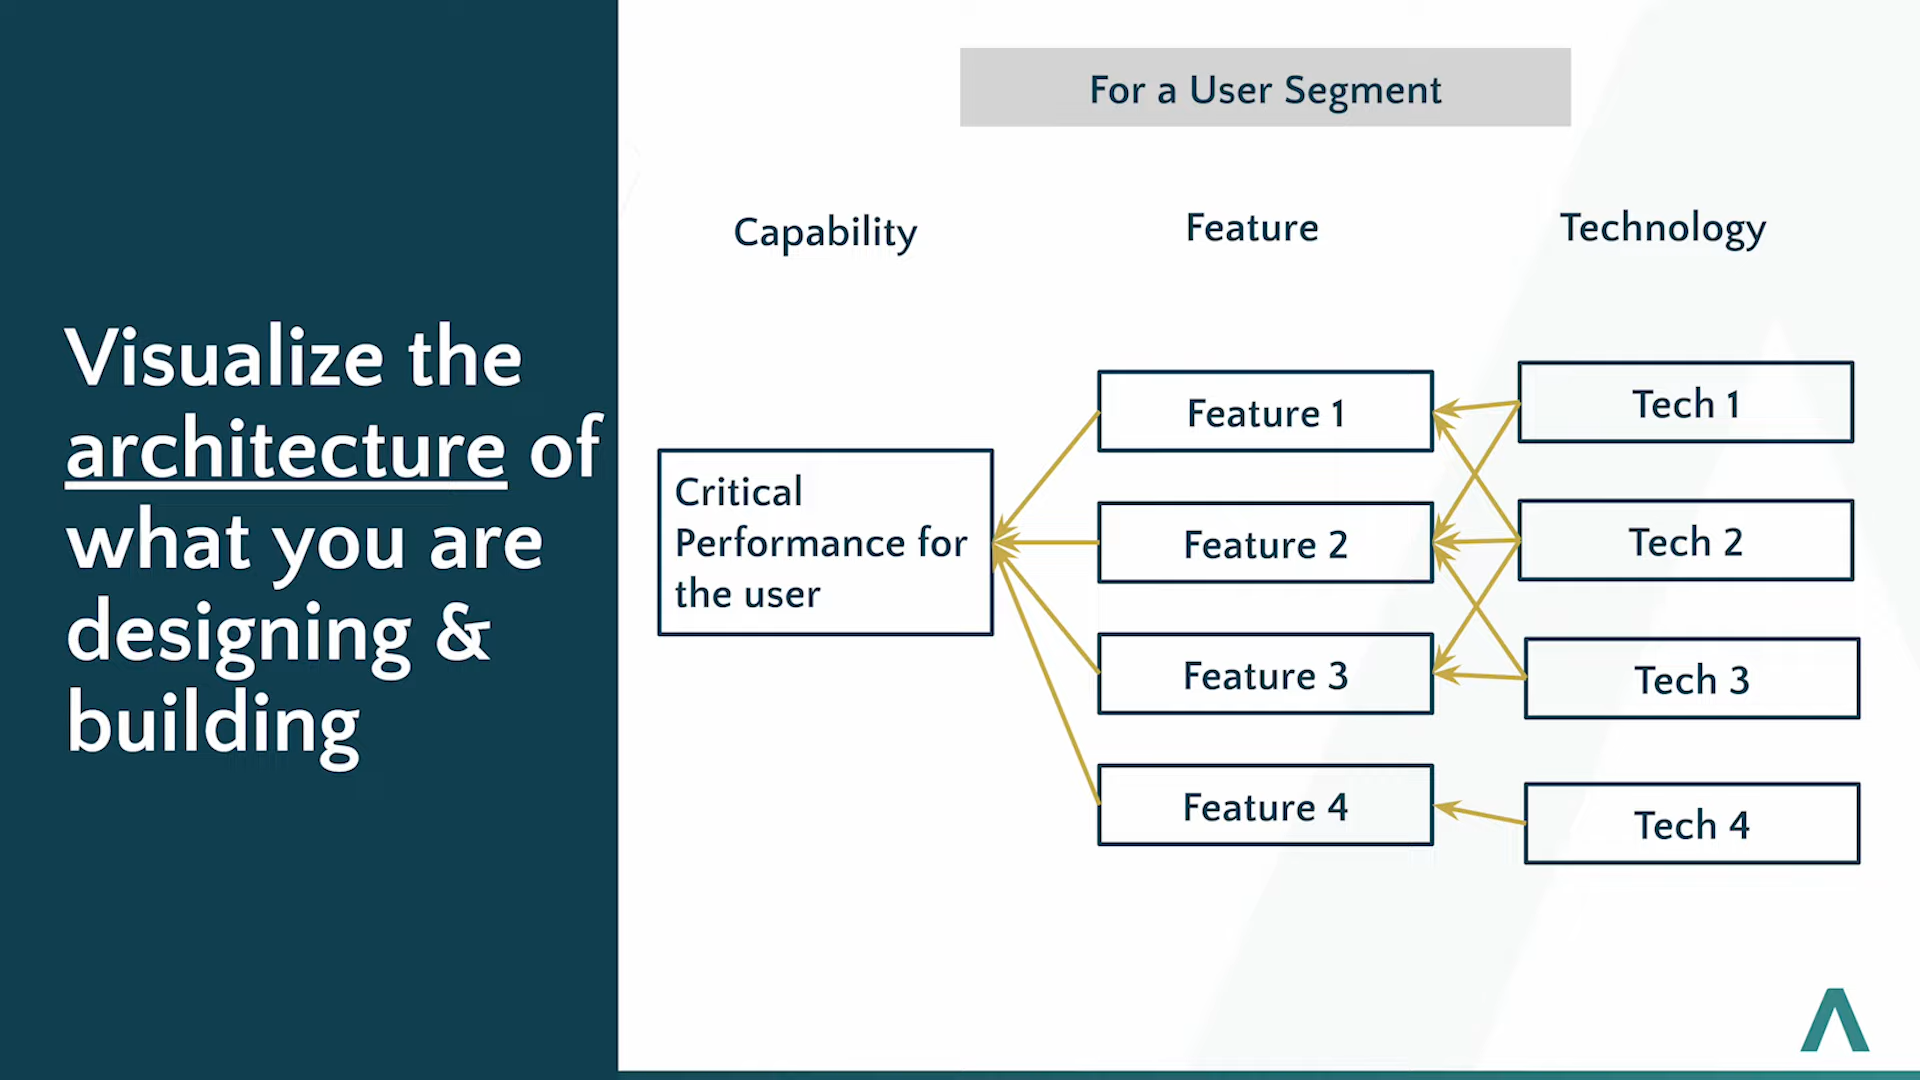 Visualize the
architecture of
what you are
designing &
building
For a User Segment
Capability
Feature
Technology
Critical
Performance for
the user
Feature 1
Feature 2
Feature 3
Feature 4
Tech 1
Tech 2
Tech 3
Tech 4